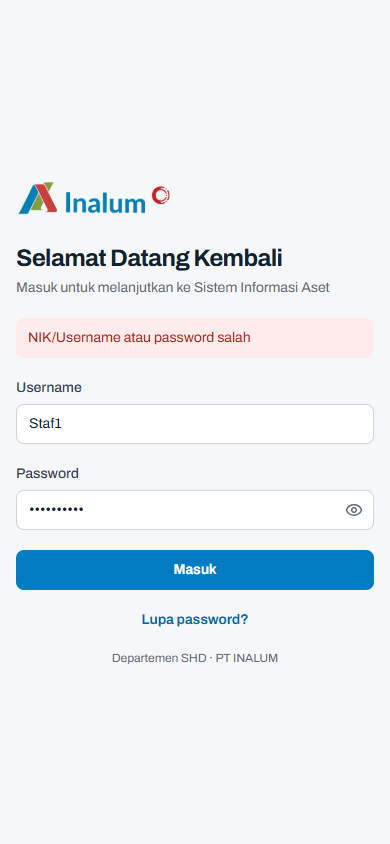 Inalum
Selamat Datang Kembali
Masuk untuk melanjutkan ke Sistem Informasi Aset
NIK/Username atau password salah
Username
Staf1
Password
••••••••••
Masuk
Lupa password?
Departemen SHD · PT INALUM